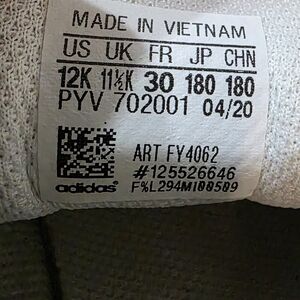 MADE IN VIETNAM
US UK FR JP CHN
12K 11½K 30 180 180
PYV 702001 04/20
ART FY4062
#125526646
adidas F%L294M100509